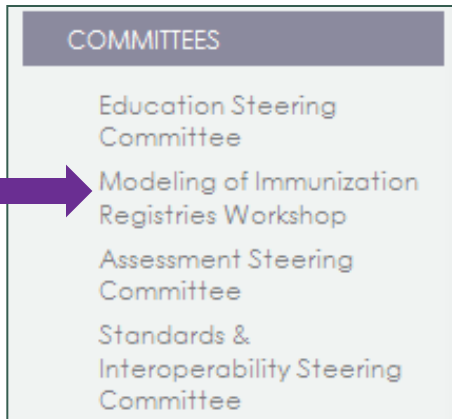 COMMITTEES
Education Steering
Committee
Modeling of Immunization
Registries Workshop
Assessment Steering
Committee
Standards &
Interoperability Steering
Committee